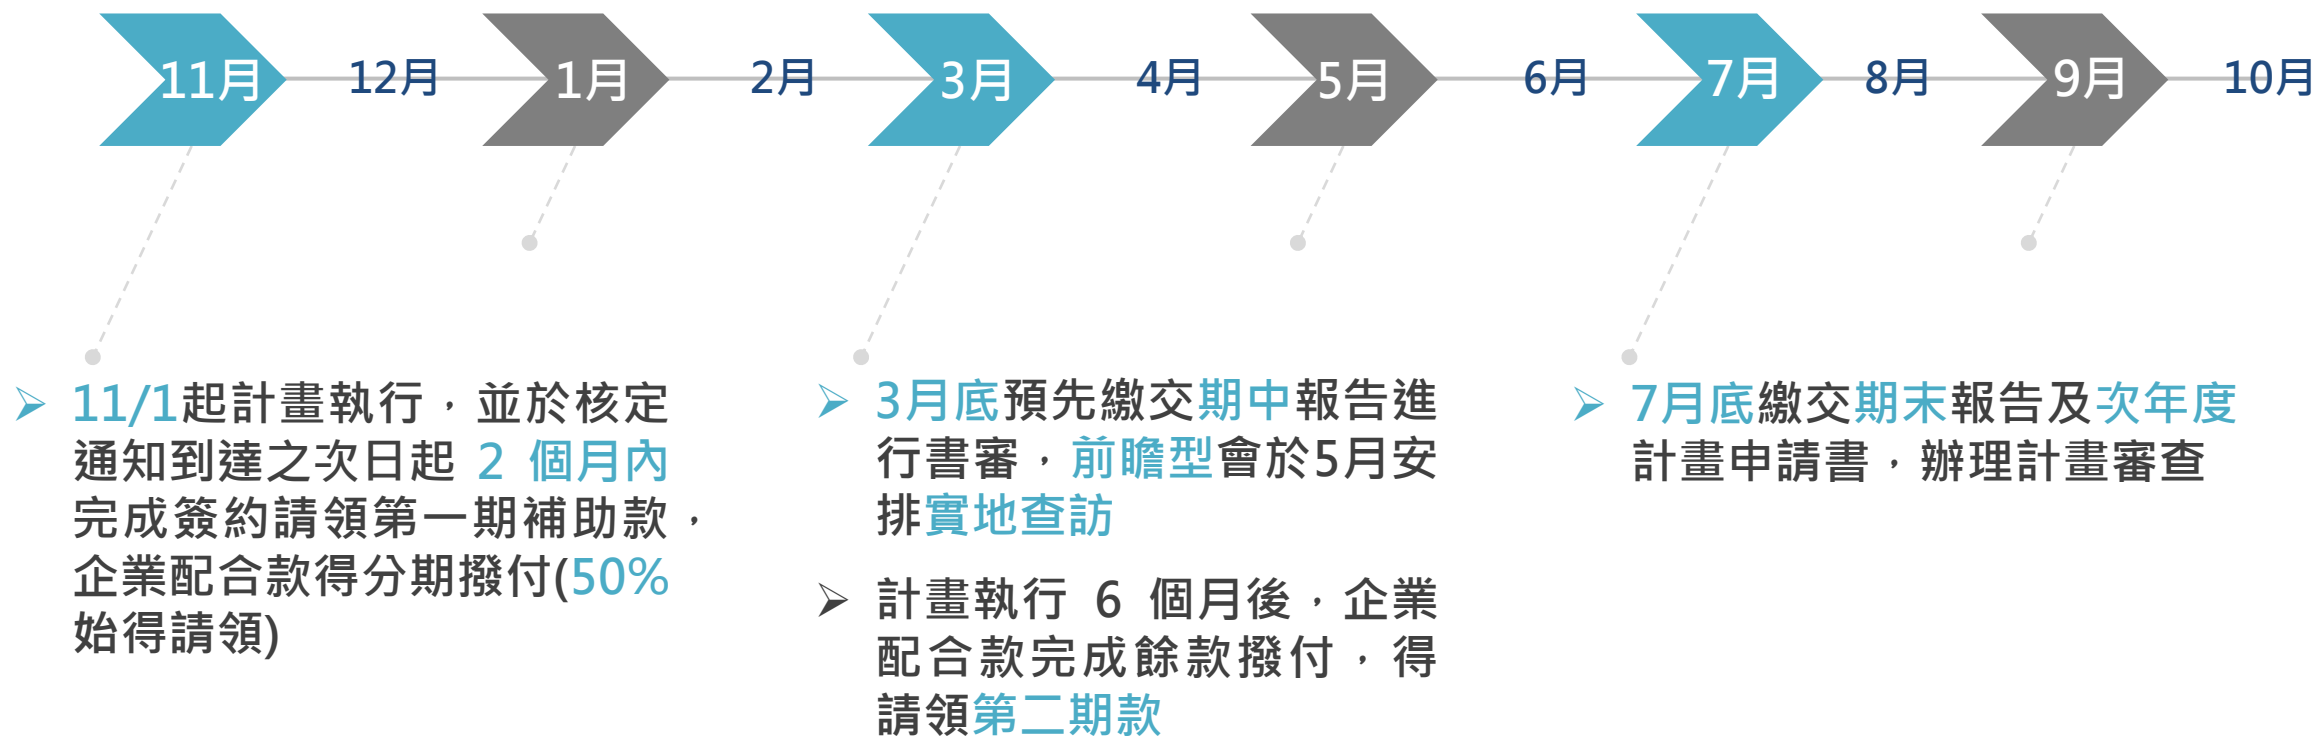 11月 12月 1月 2月 3月 4月 5月 6月 7月 8月 9月 10月
➢ 11/1起計畫執行，並於核定
通知到達之次日起 2 個月內
完成簽約請領第一期補助款，
企業配合款得分期撥付(50%
始得請領)
➢ 3月底預先繳交期中報告進
行書審，前瞻型會於5月安
排實地查訪
➢ 計畫執行 6 個月後，企業
配合款完成餘款撥付，得
請領第二期款
➢ 7月底繳交期末報告及次年度
計畫申請書，辦理計畫審查